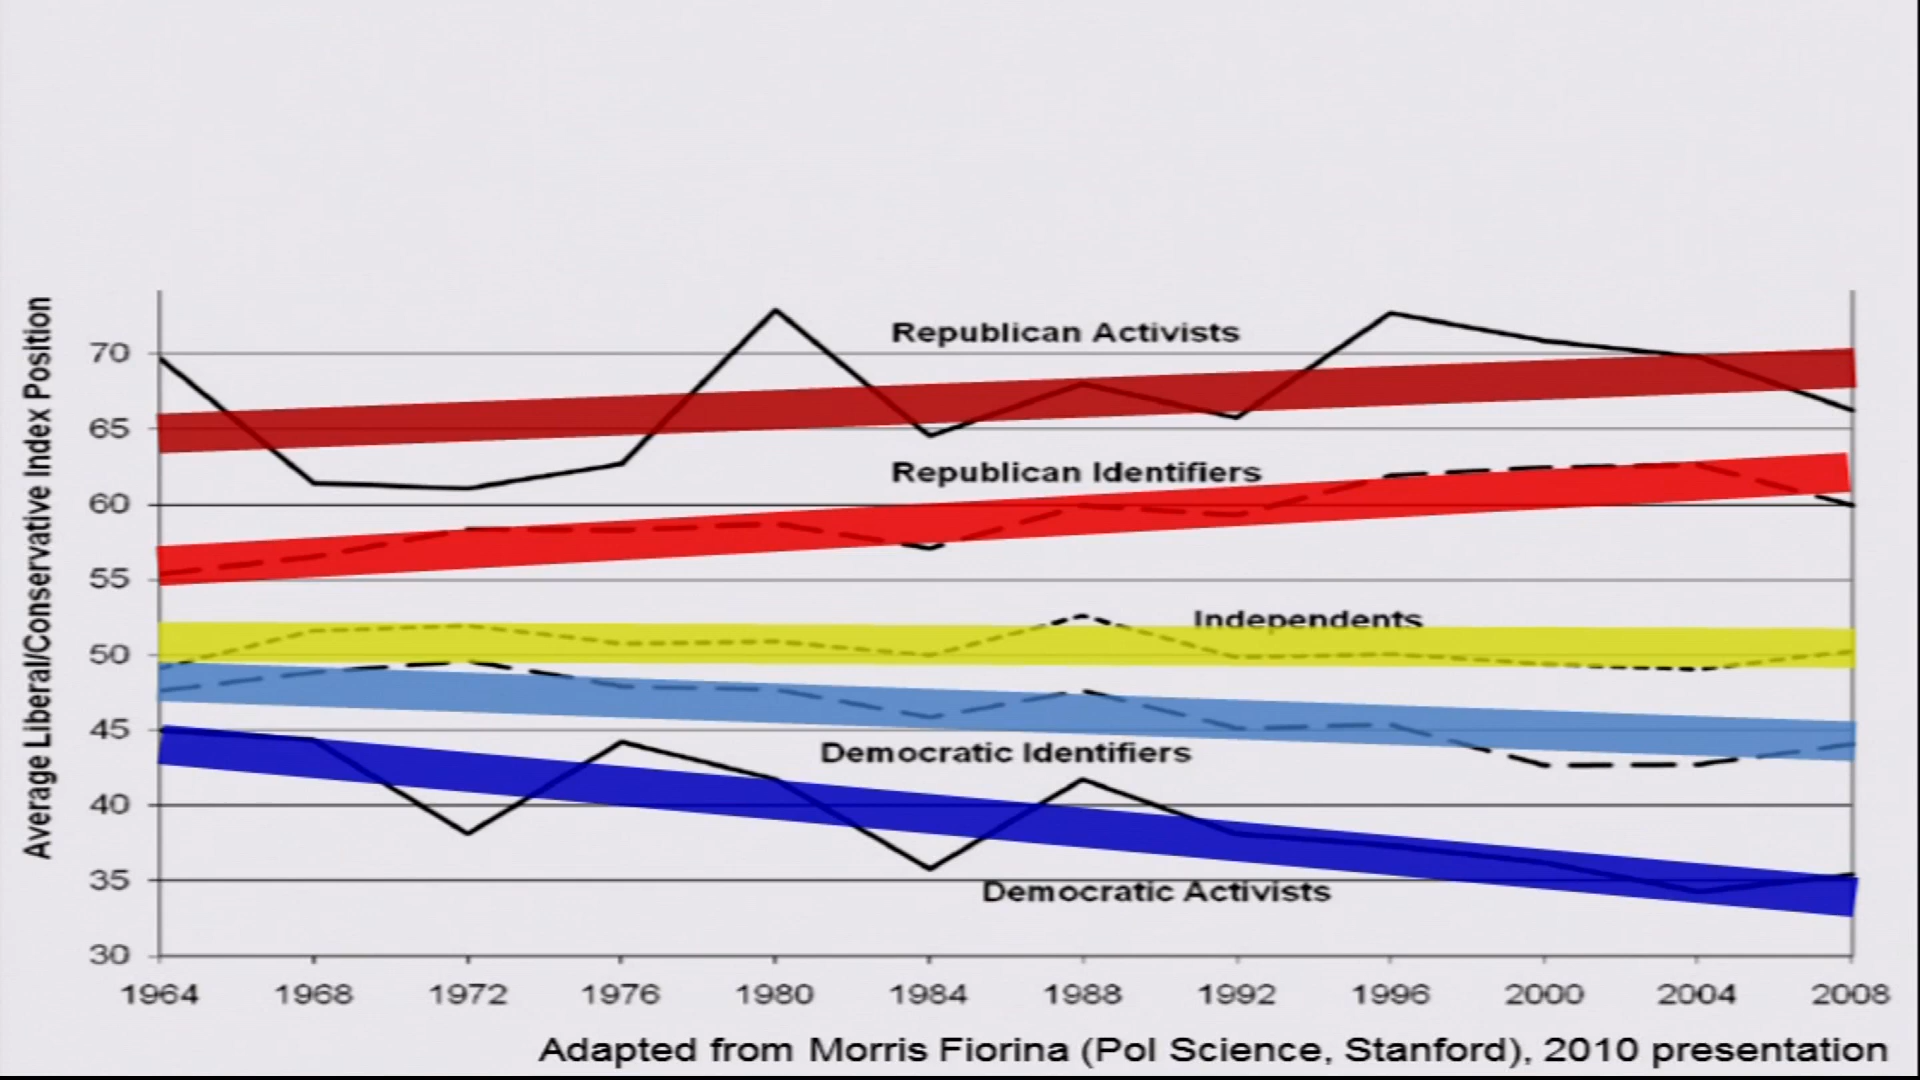 Average Liberal/Conservative Index Position
Republican Activists
70
65
Republican Identifiers
60
55
Independents
50
45
Democratic Identifiers
40
35
Democratic Activists
30
1964 1968 1972 1976 1980 1984 1988 1992 1996 2000 2004 2008
Adapted from Morris Fiorina (Pol Science, Stanford), 2010 presentation